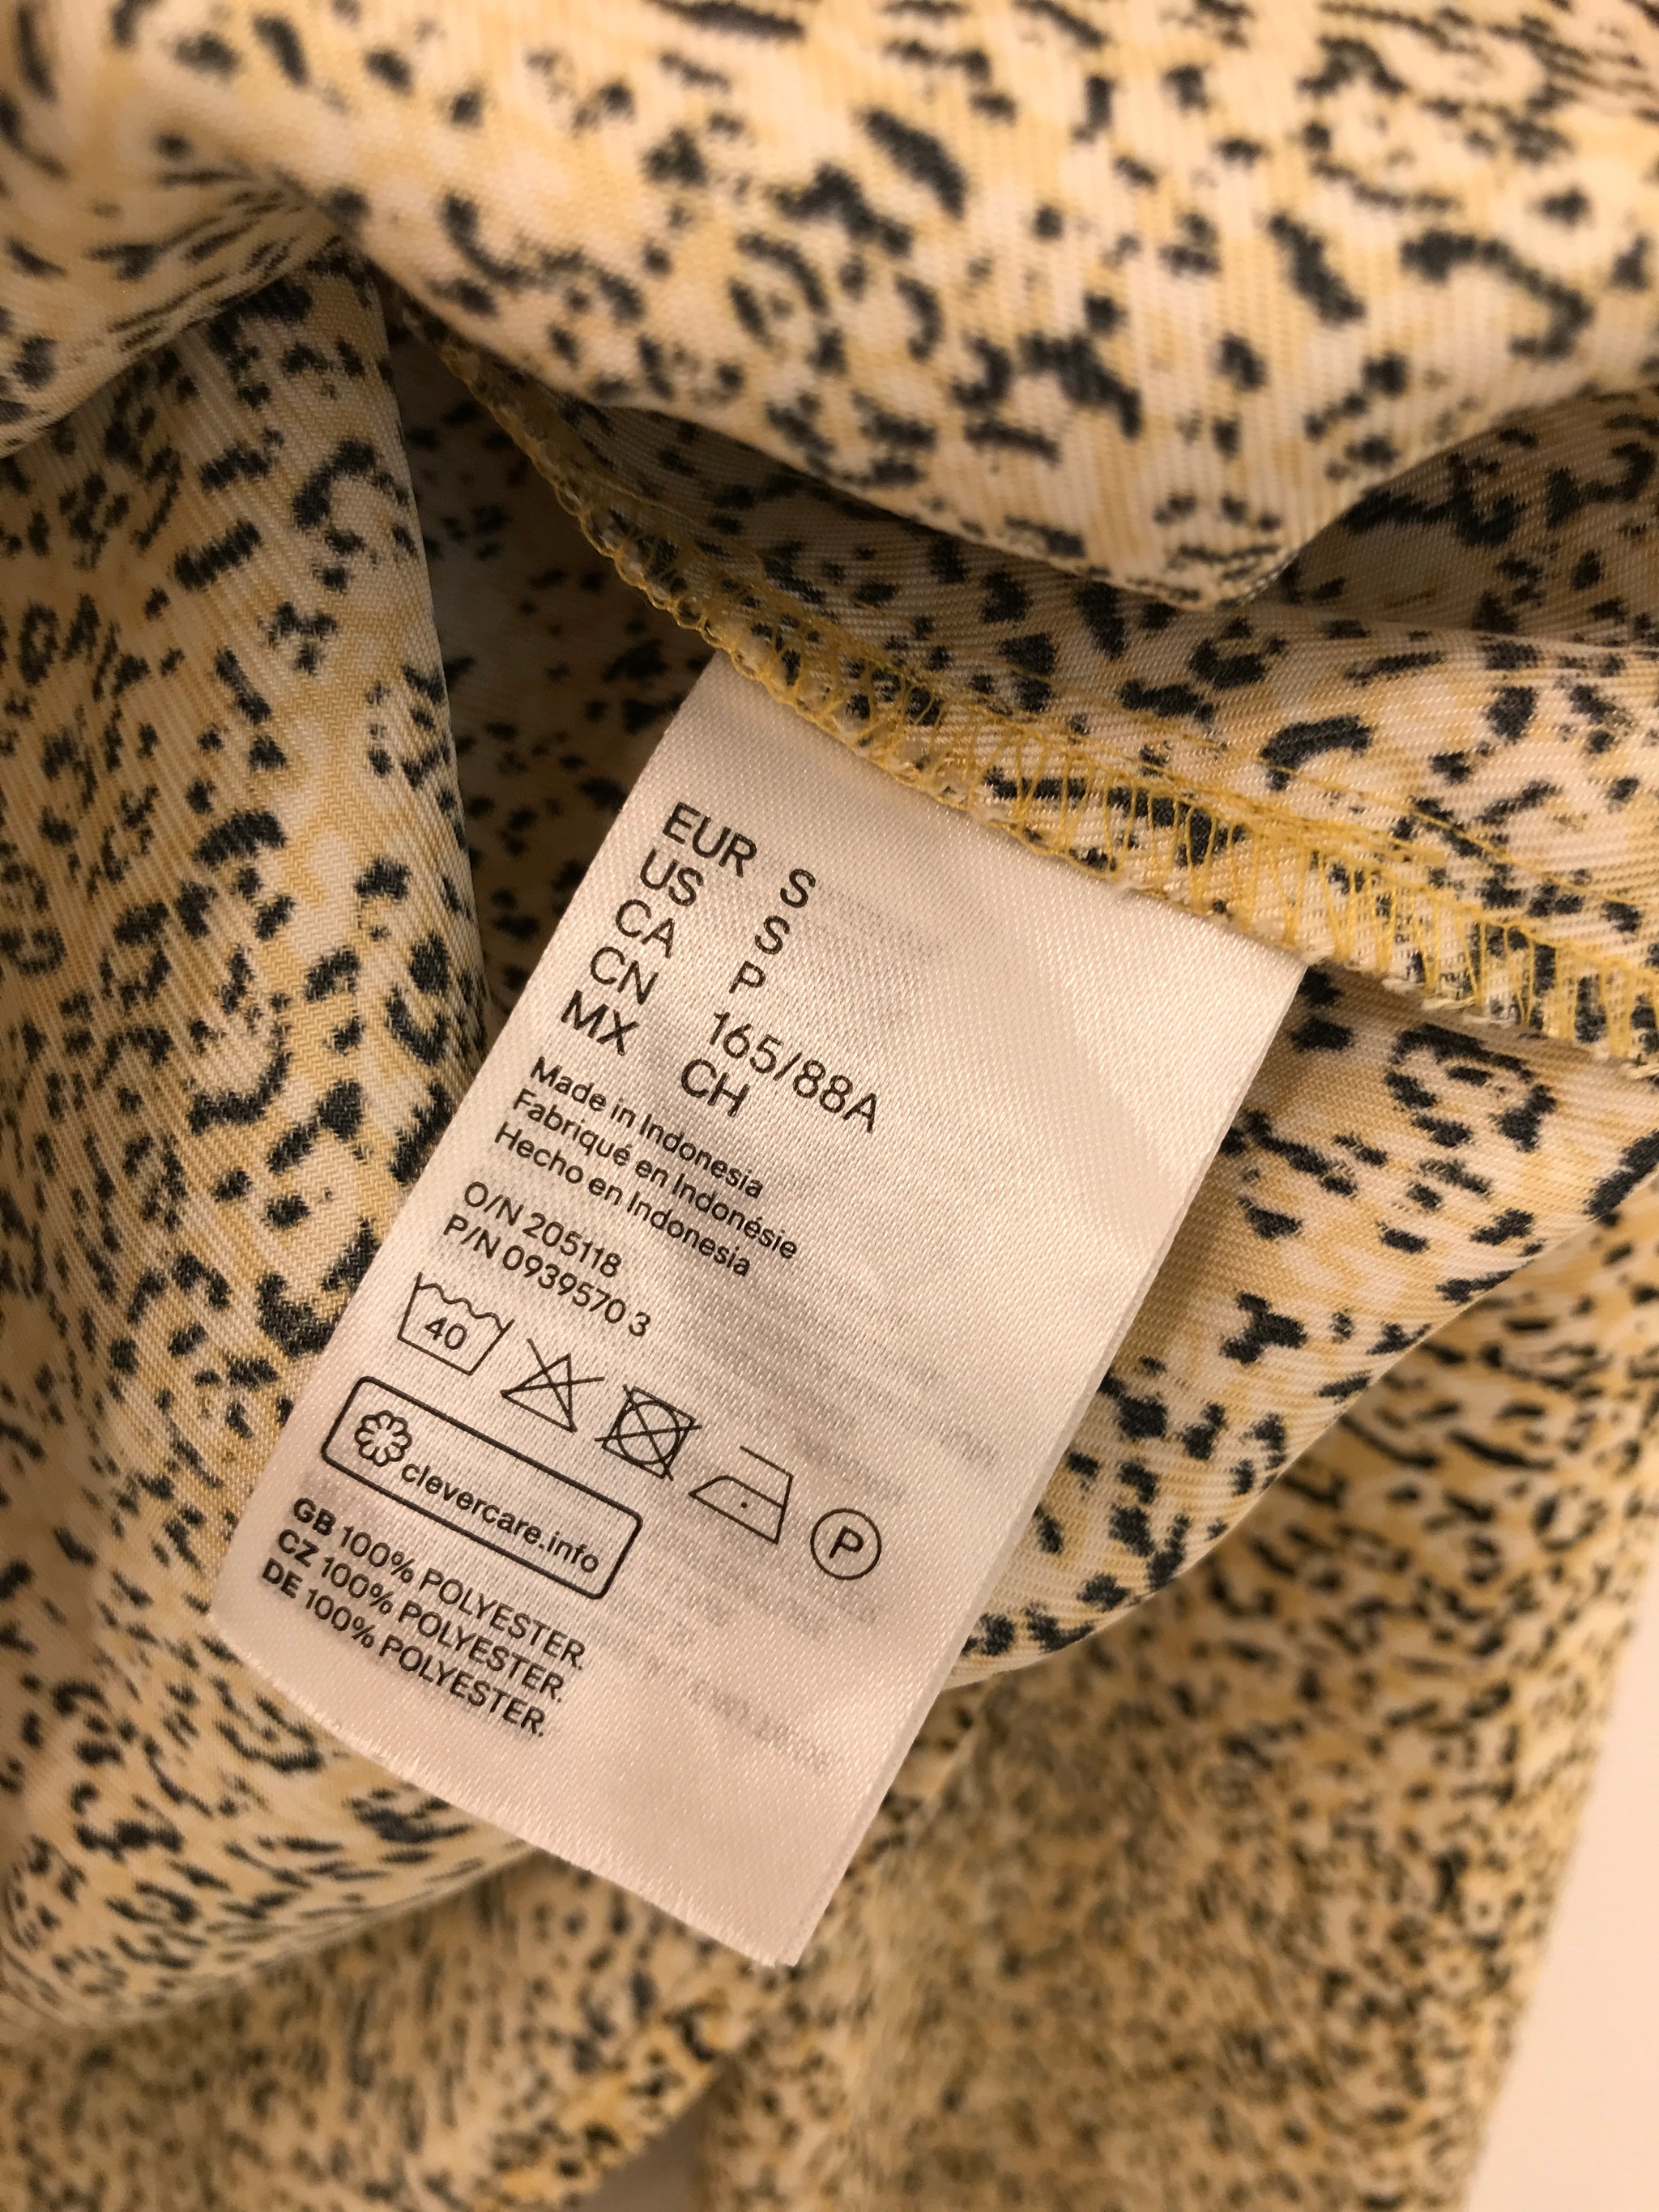 EUR S
US S
CA P
CN 165/88A
MX CH
Made in Indonesia
Fabriqué en Indonésie
Hecho en Indonesia
O/N 205118
P/N 0939570 3
40
P
clevercare.info
GB 100% POLYESTER.
CZ 100% POLYESTER.
DE 100% POLYESTER.